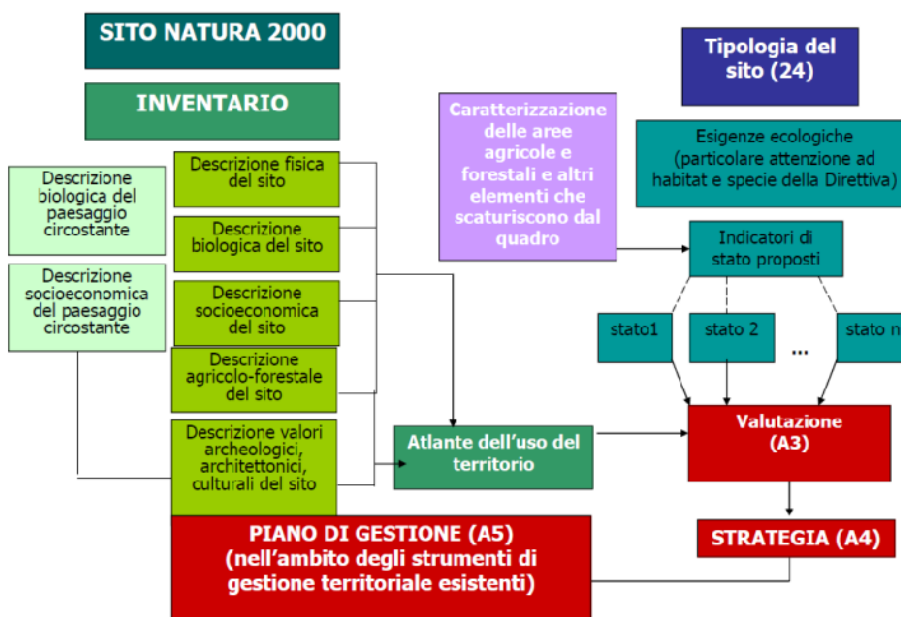 SITO NATURA 2000
INVENTARIO
Descrizione
biologica del
paesaggio
circostante
Descrizione
socioeconomica
del paesaggio
circostante
Descrizione fisica
del sito
Descrizione
biologica del sito
Descrizione
socioeconomica
del sito
Descrizione
agricolo-forestale
del sito
Descrizione valori
archeologici,
architettonici,
culturali del sito
Caratterizzazione
delle aree
agricole e
forestali e altri
elementi che
scaturiscono dal
quadro
Tipologia del
sito (24)
Esigenze ecologiche
(particolare attenzione ad
habitat e specie della Direttiva)
Indicatori di
stato proposti
stato1
stato 2
...
stato n
Atlante dell'uso del
territorio
Valutazione
(A3)
STRATEGIA (A4)
PIANO DI GESTIONE (A5)
(nell'ambito degli strumenti di
gestione territoriale esistenti)